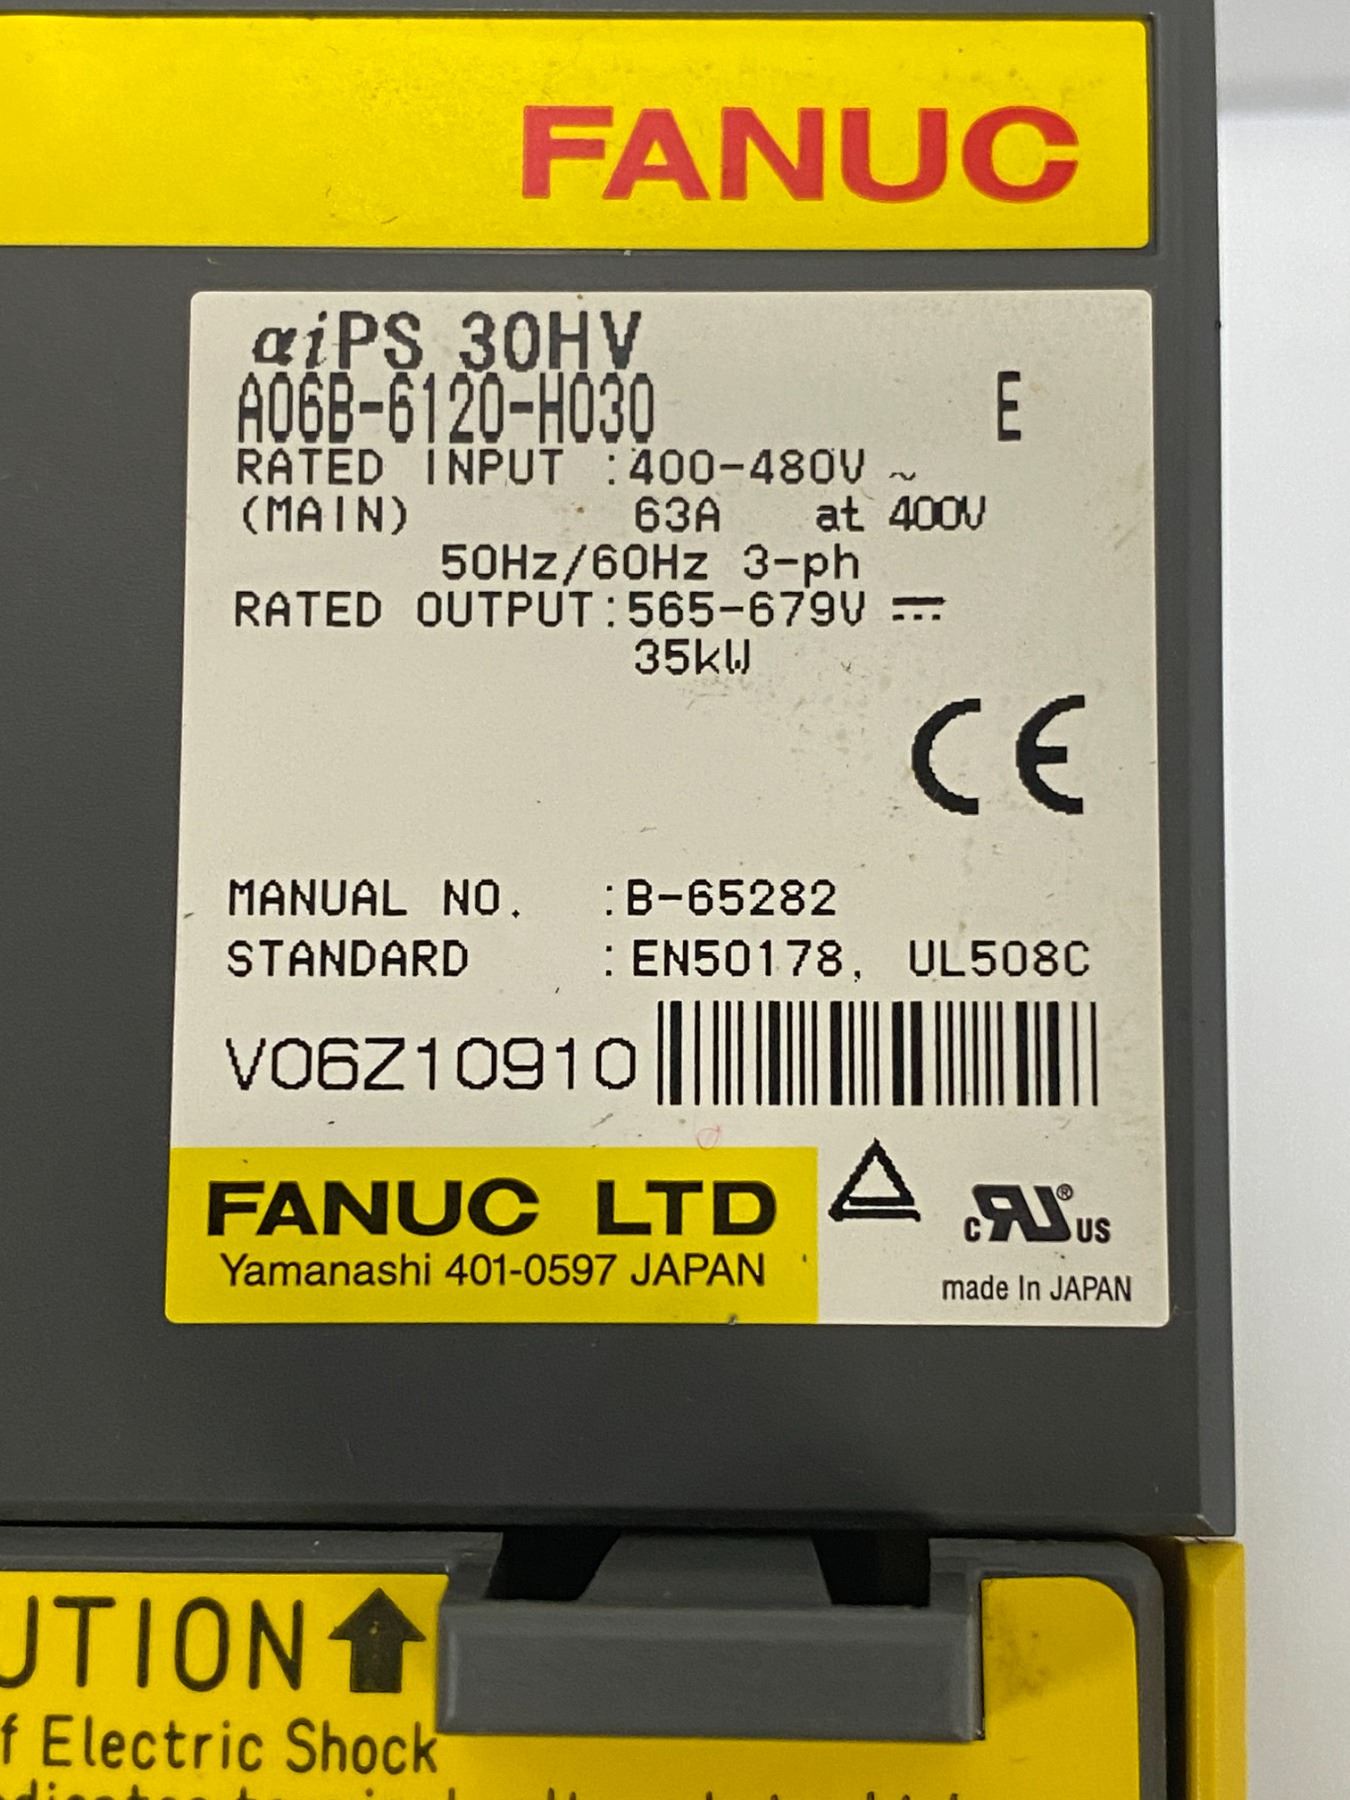 FANUC
αiPS 30HV
A06B-6120-H030 E
RATED INPUT :400-480V ~
(MAIN) 63A at 400V
50Hz/60Hz 3-ph
RATED OUTPUT:565-679V ⎓
35kW
CE
MANUAL NO. :B-65282
STANDARD :EN50178, UL508C
V06Z10910
FANUC LTD
Yamanashi 401-0597 JAPAN
c RU ® US
made In JAPAN
UTION
f Electric Shock